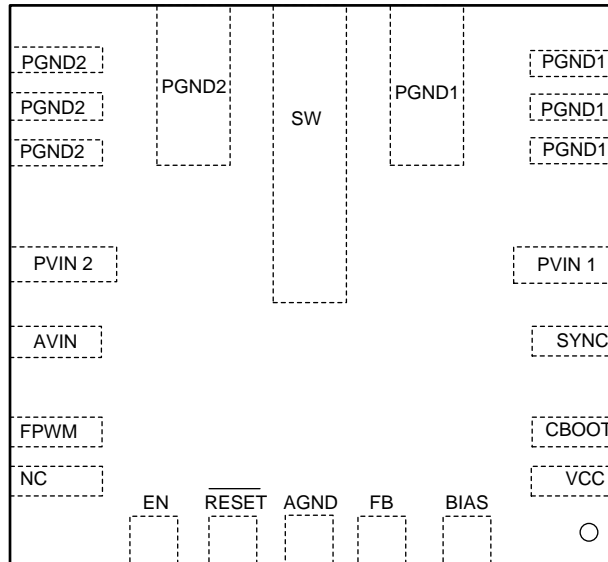 PGND2
PGND1
PGND2
PGND1
SW
PGND2
PGND1
PGND2
PGND1
PVIN 2
PVIN 1
AVIN
SYNC
FPWM
CBOOT
NC
VCC
EN
RESET
AGND
FB
BIAS